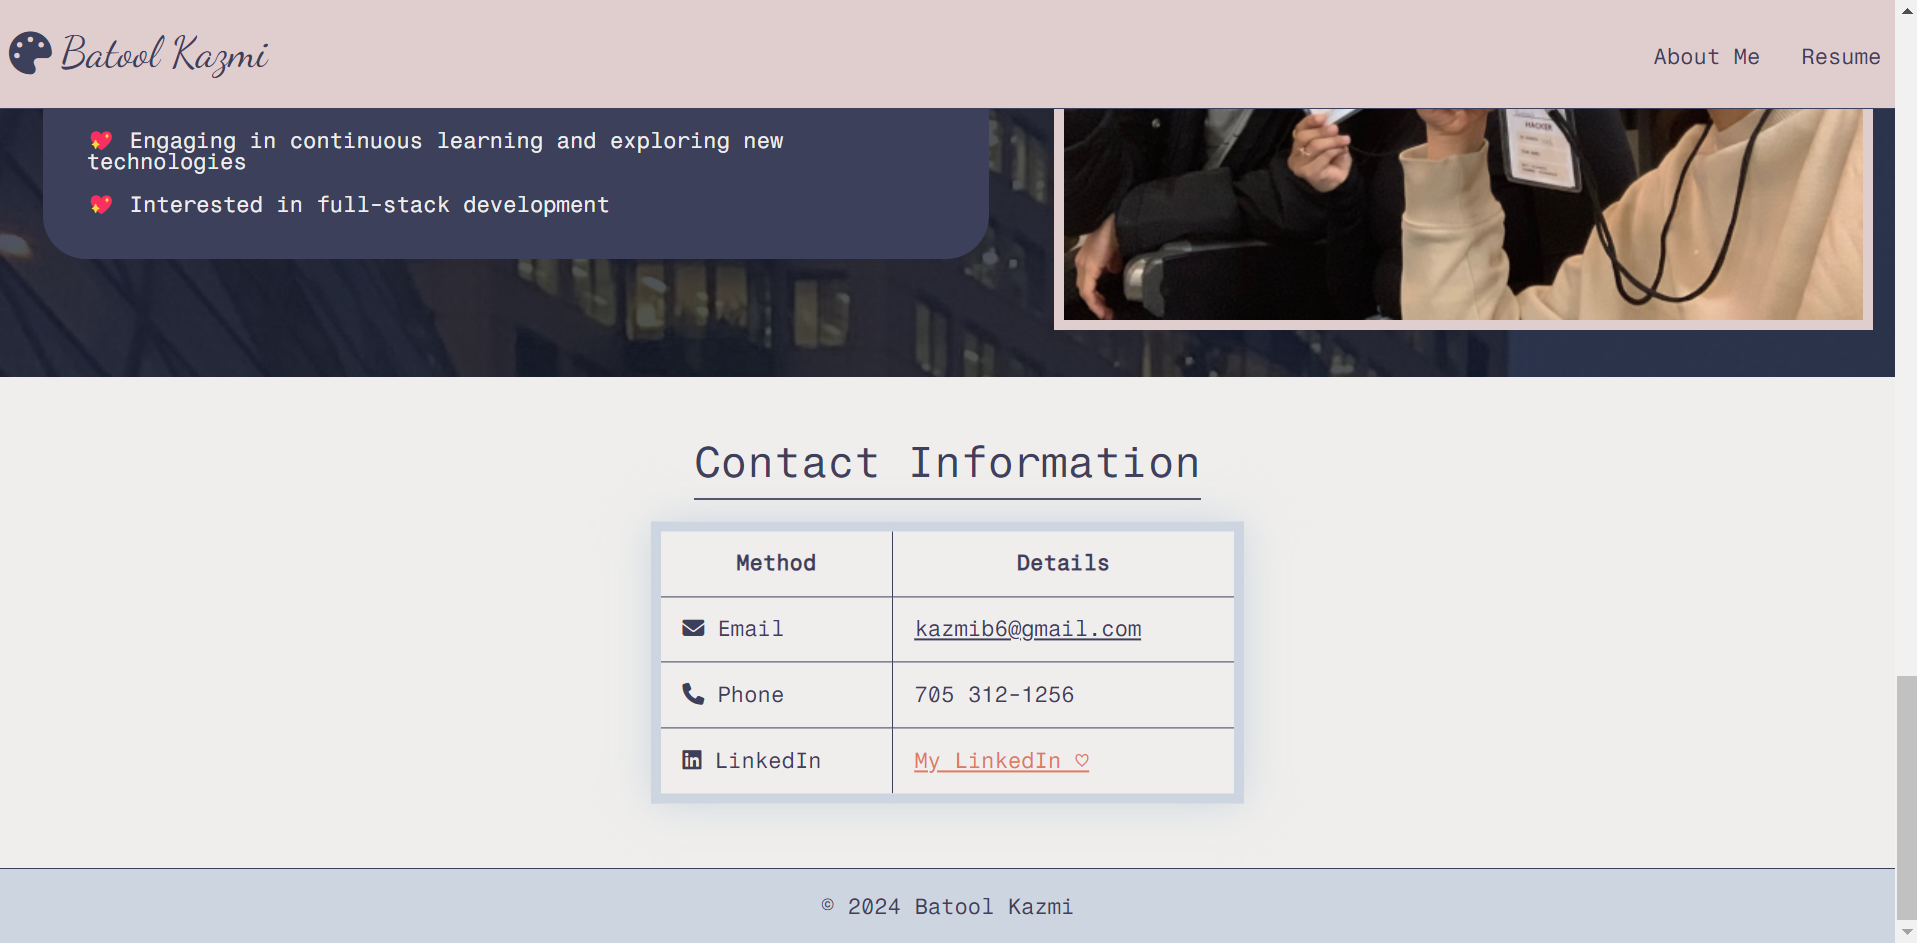 Batool Kazmi
About Me Resume
💖 Engaging in continuous learning and exploring new
technologies
💖 Interested in full-stack development
HACKER
Contact Information
Method Details
Email kazmib6@gmail.com
Phone 705 312-1256
LinkedIn My LinkedIn ♡
© 2024 Batool Kazmi